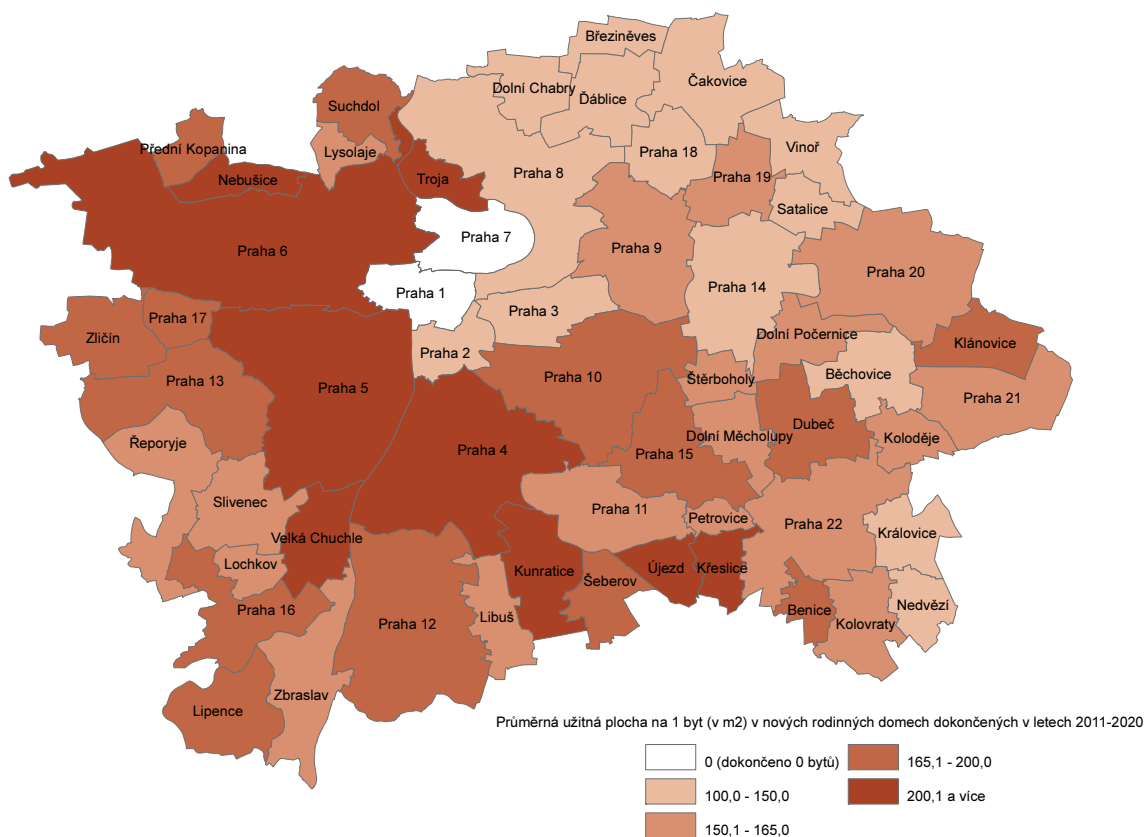 Březiněves
Čakovice
Dolní Chabry
Ďáblice
Suchdol
Přední Kopanina
Lysolaje
Praha 18
Vinoř
Nebušice
Troja
Praha 8
Praha 19
Satalice
Praha 7
Praha 6
Praha 9
Praha 20
Praha 1
Praha 14
Praha 3
Praha 17
Zličín
Dolní Počernice
Klánovice
Praha 2
Praha 13
Praha 5
Praha 10
Štěrboholy
Běchovice
Praha 21
Řeporyje
Praha 4
Dolní Měcholupy
Dubeč
Koloděje
Praha 15
Slivenec
Praha 11
Petrovice
Praha 22
Královice
Velká Chuchle
Lochkov
Kunratice
Šeberov
Újezd
Křeslice
Praha 16
Praha 12
Libuš
Benice
Kolovraty
Nedvězí
Zbraslav
Lipence
Průměrná užitná plocha na 1 byt (v m2) v nových rodinných domech dokončených v letech 2011-2020
0 (dokončeno 0 bytů)
100,0 - 150,0
150,1 - 165,0
165,1 - 200,0
200,1 a více